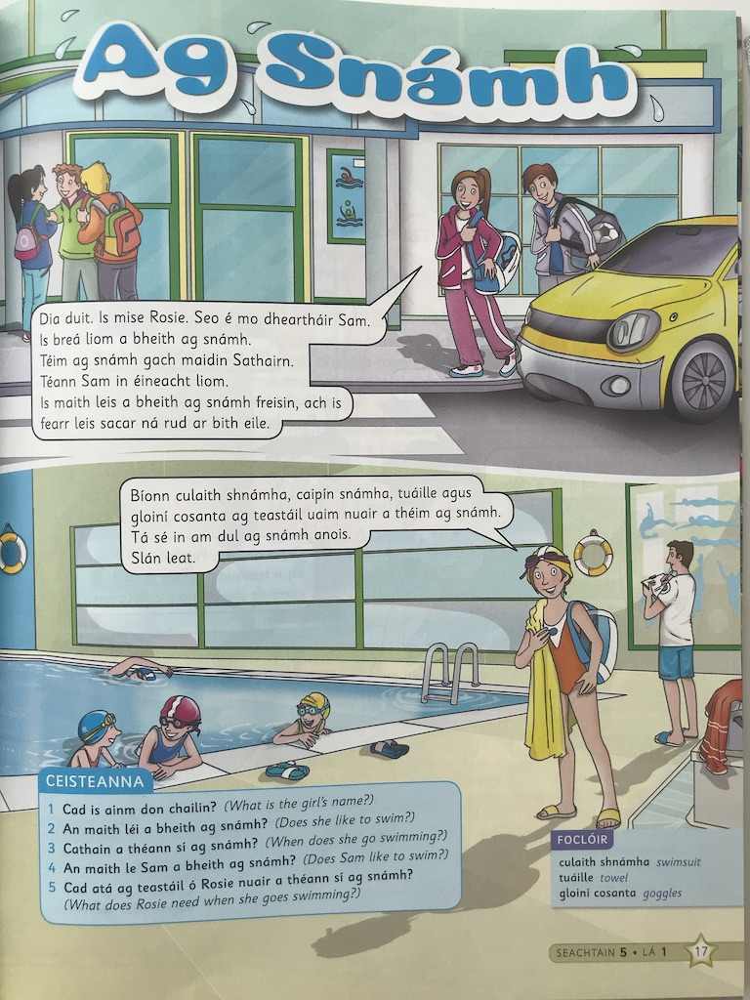 Ag Snámh
Dia duit. Is mise Rosie. Seo é mo dheartháir Sam.
Is breá liom a bheith ag snámh.
Téim ag snámh gach maidin Sathairn.
Téann Sam in éineacht liom.
Is maith leis a bheith ag snámh freisin, ach is
fearr leis sacar ná rud ar bith eile.
Bíonn culaith shnámha, caipín snámha, tuáille agus
gloiní cosanta ag teastáil uaim nuair a théim ag snámh.
Tá sé in am dul ag snámh anois.
Slán leat.
CEISTEANNA
1 Cad is ainm don chailín? (What is the girl's name?)
2 An maith léi a bheith ag snámh? (Does she like to swim?)
3 Cathain a théann sí ag snámh? (When does she go swimming?)
4 An maith le Sam a bheith ag snámh? (Does Sam like to swim?)
5 Cad atá ag teastáil ó Rosie nuair a théann sí ag snámh?
(What does Rosie need when she goes swimming?)
FOCLÓIR
culaith shnámha swimsuit
tuáille towel
gloiní cosanta goggles
SEACHTAIN 5 • LÁ 1 17